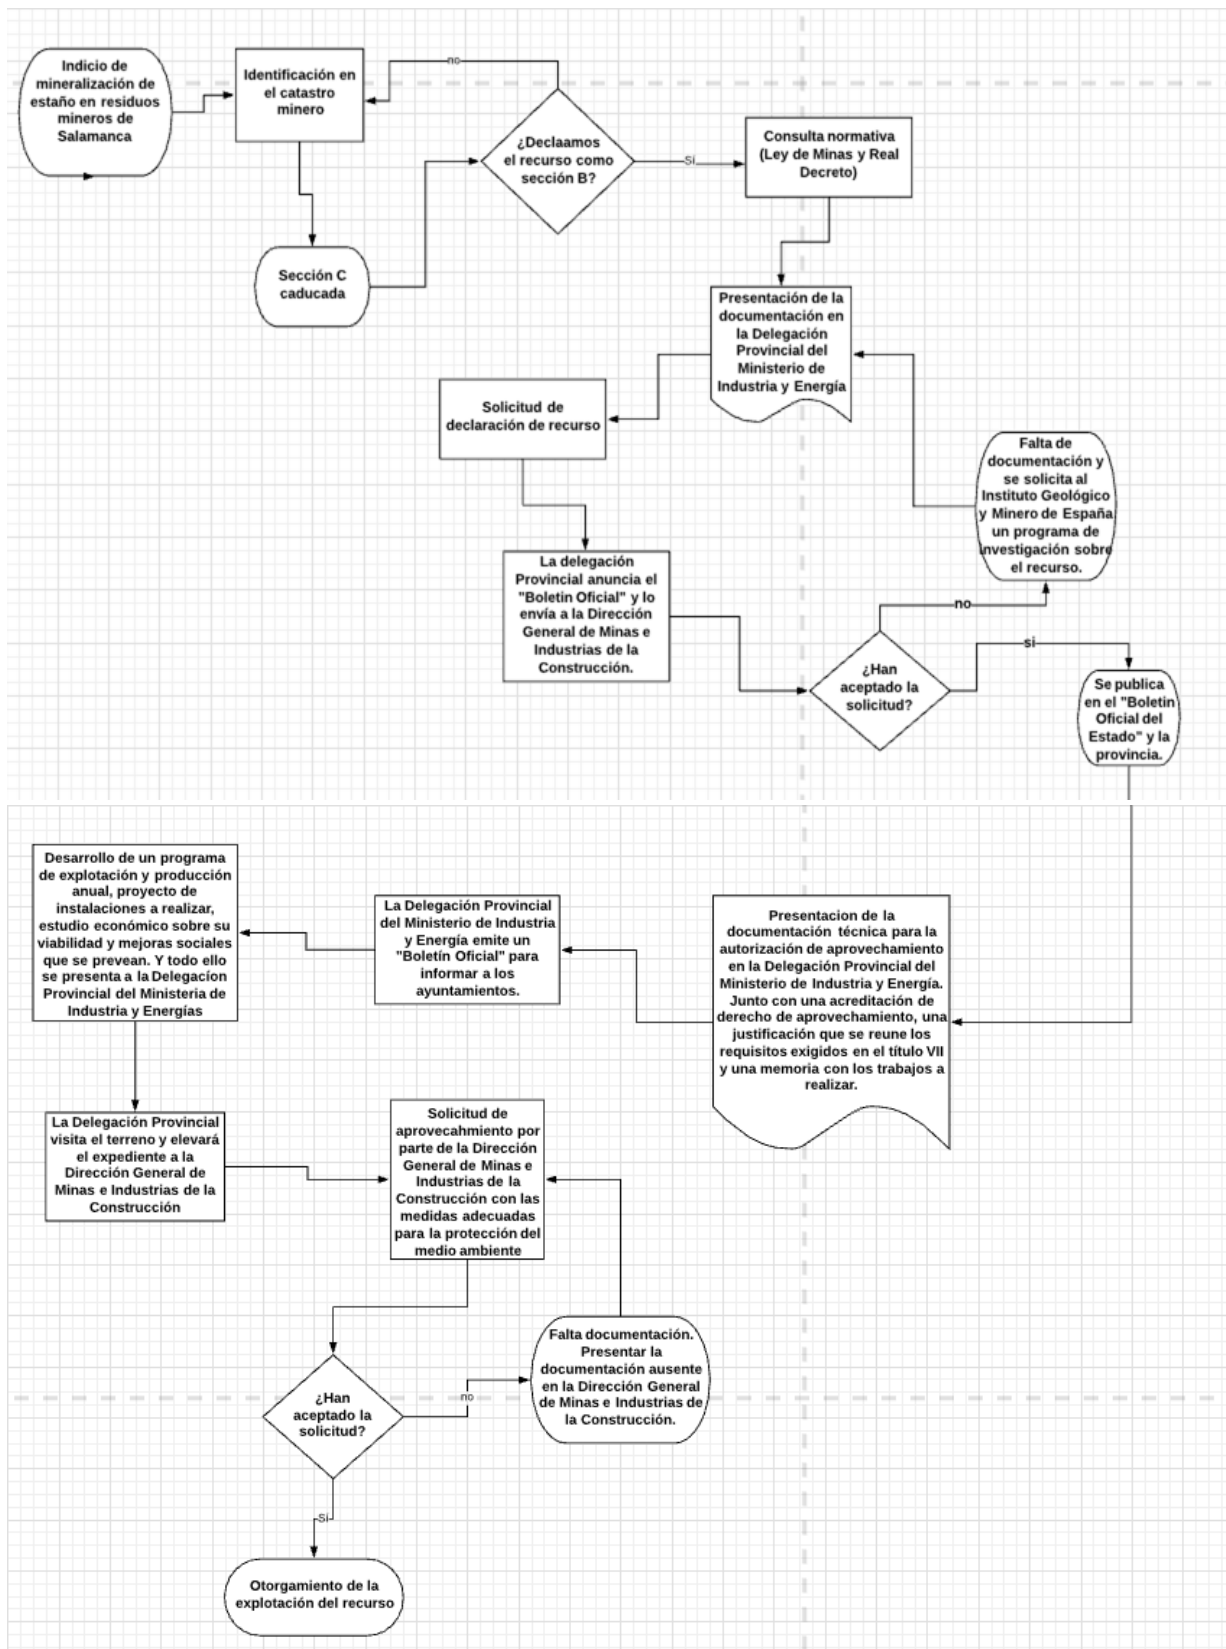 Indicio de
mineralización de
estaño en residuos
mineros de
Salamanca
Identificación en
el catastro
minero
no
¿Declaamos
el recurso como
sección B?
Si
Consulta normativa
(Ley de Minas y Real
Decreto)
Sección C
caducada
Presentación de la
documentación en
la Delegación
Provincial del
Ministerio de
Industria y Energía
Solicitud de
declaración de recurso
Falta de
documentación y
se solicita al
Instituto Geológico
y Minero de España
un programa de
investigación sobre
el recurso.
La delegación
Provincial anuncia el
"Boletin Oficial" y lo
envía a la Dirección
General de Minas e
Industrias de la
Construcción.
no
¿Han
aceptado la
solicitud?
si
Se publica
en el "Boletin
Oficial del
Estado" y la
provincia.
Presentacion de la
documentación técnica para la
autorización de aprovechamiento
en la Delegación Provincial del
Ministerio de Industria y Energía.
Junto con una acreditación de
derecho de aprovechamiento, una
justificación que se reune los
requisitos exigidos en el título VII
y una memoria con los trabajos a
realizar.
La Delegación Provincial
del Ministerio de Industria
y Energía emite un
"Boletín Oficial" para
informar a los
ayuntamientos.
Desarrollo de un programa
de explotación y producción
anual, proyecto de
instalaciones a realizar,
estudio económico sobre su
viabilidad y mejoras sociales
que se prevean. Y todo ello
se presenta a la Delegacíon
Provincial del Ministeria de
Industria y Energías
La Delegación Provincial
visita el terreno y elevará
el expediente a la
Dirección General de
Minas e Industrias de la
Construcción
Solicitud de
aprovecahmiento por
parte de la Dirección
General de Minas e
Industrias de la
Construcción con las
medidas adecuadas
para la protección del
medio ambiente
Falta documentación.
Presentar la
documentación ausente
en la Dirección General
de Minas e Industrias de
la Construcción.
¿Han
aceptado la
solicitud?
no
Si
Otorgamiento de la
explotación del recurso